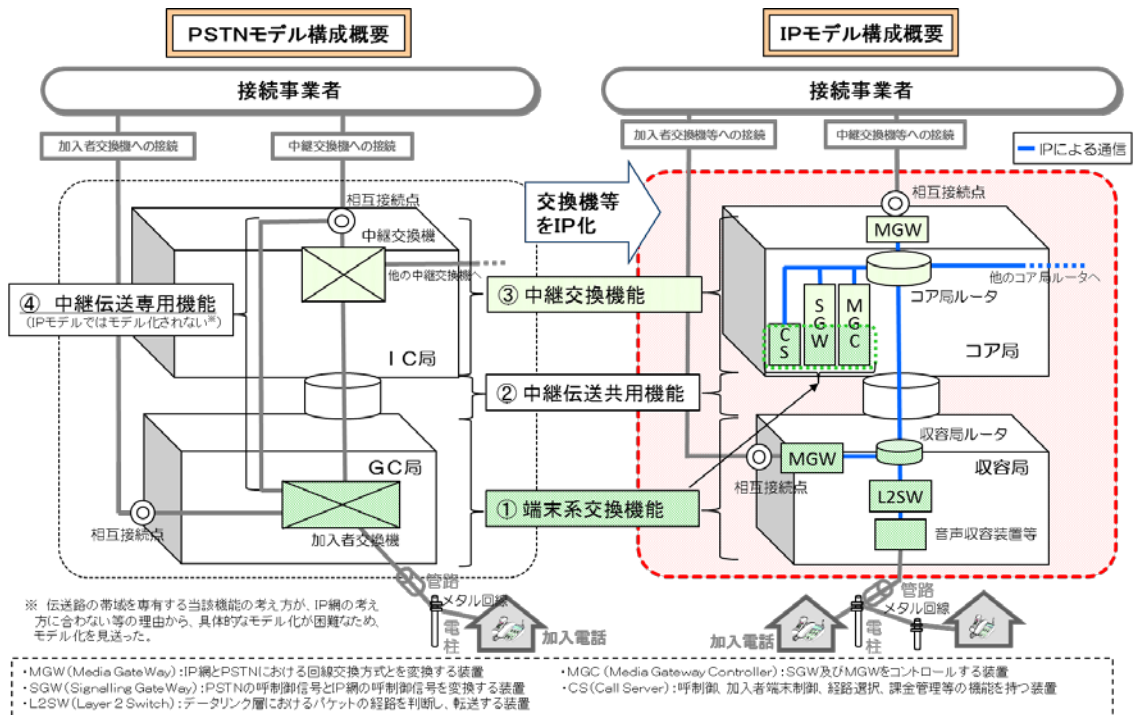 PSTNモデル構成概要
接続事業者
加入者交換機への接続
中継交換機への接続
相互接続点
中継交換機
他の中継交換機へ
④ 中継伝送専用機能
(IPモデルではモデル化されない※)
IC局
GC局
相互接続点
加入者交換機
管路
メタル回線
電柱
加入電話
※ 伝送路の帯域を専有する当該機能の考え方が、IP網の考え
方に合わない等の理由から、具体的なモデル化が困難なため、
モデル化を見送った。
交換機等
をIP化
③ 中継交換機能
② 中継伝送共用機能
① 端末系交換機能
IPモデル構成概要
接続事業者
加入者交換機等への接続
中継交換機等への接続
IPによる通信
相互接続点
MGW
コア局ルータ
他のコア局ルータへ
CS
SGW
MGC
コア局
収容局ルータ
MGW
収容局
相互接続点
L2SW
音声収容装置等
管路
メタル回線
電柱
加入電話
・MGW(Media GateWay):IP網とPSTNにおける回線交換方式とを変換する装置
・SGW(Signalling GateWay):PSTNの呼制御信号とIP網の呼制御信号を変換する装置
・L2SW(Layer 2 Switch):データリンク層におけるパケットの経路を判断し、転送する装置
・MGC(Media Gateway Controller):SGW及びMGWをコントロールする装置
・CS(Call Server):呼制御、加入者端末制御、経路選択、課金管理等の機能を持つ装置